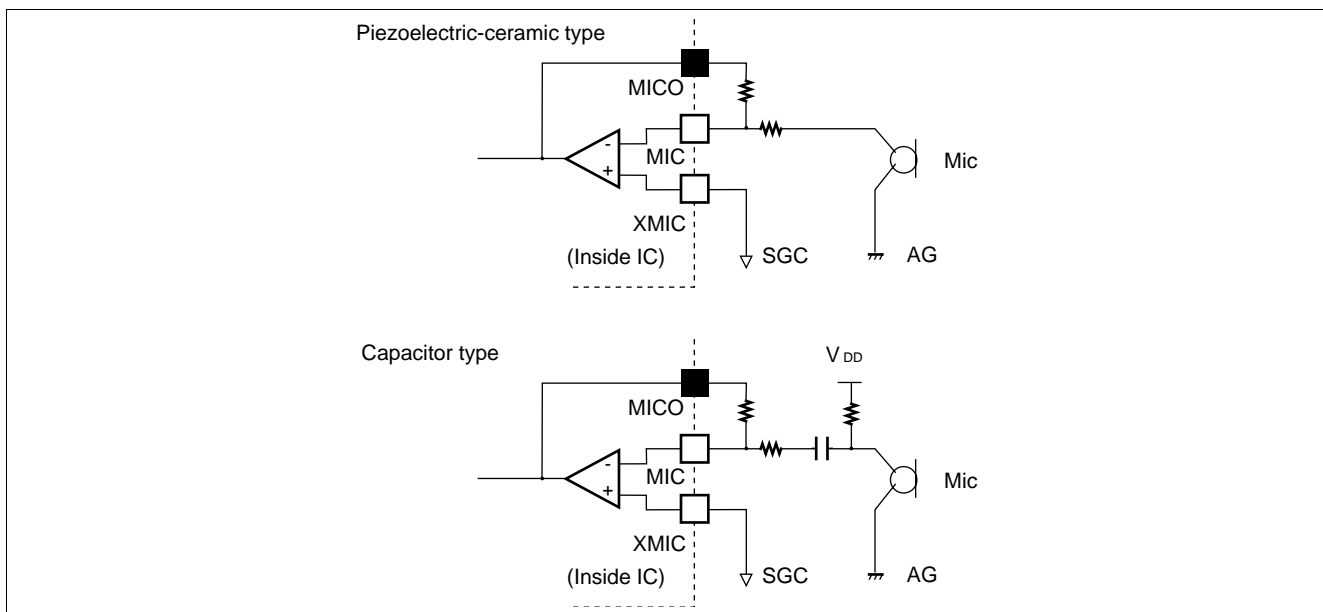 Piezoelectric-ceramic type
MICO
-
MIC
+
Mic
XMIC
(Inside IC)
SGC
AG
Capacitor type
VDD
MICO
-
MIC
+
Mic
XMIC
(Inside IC)
SGC
AG